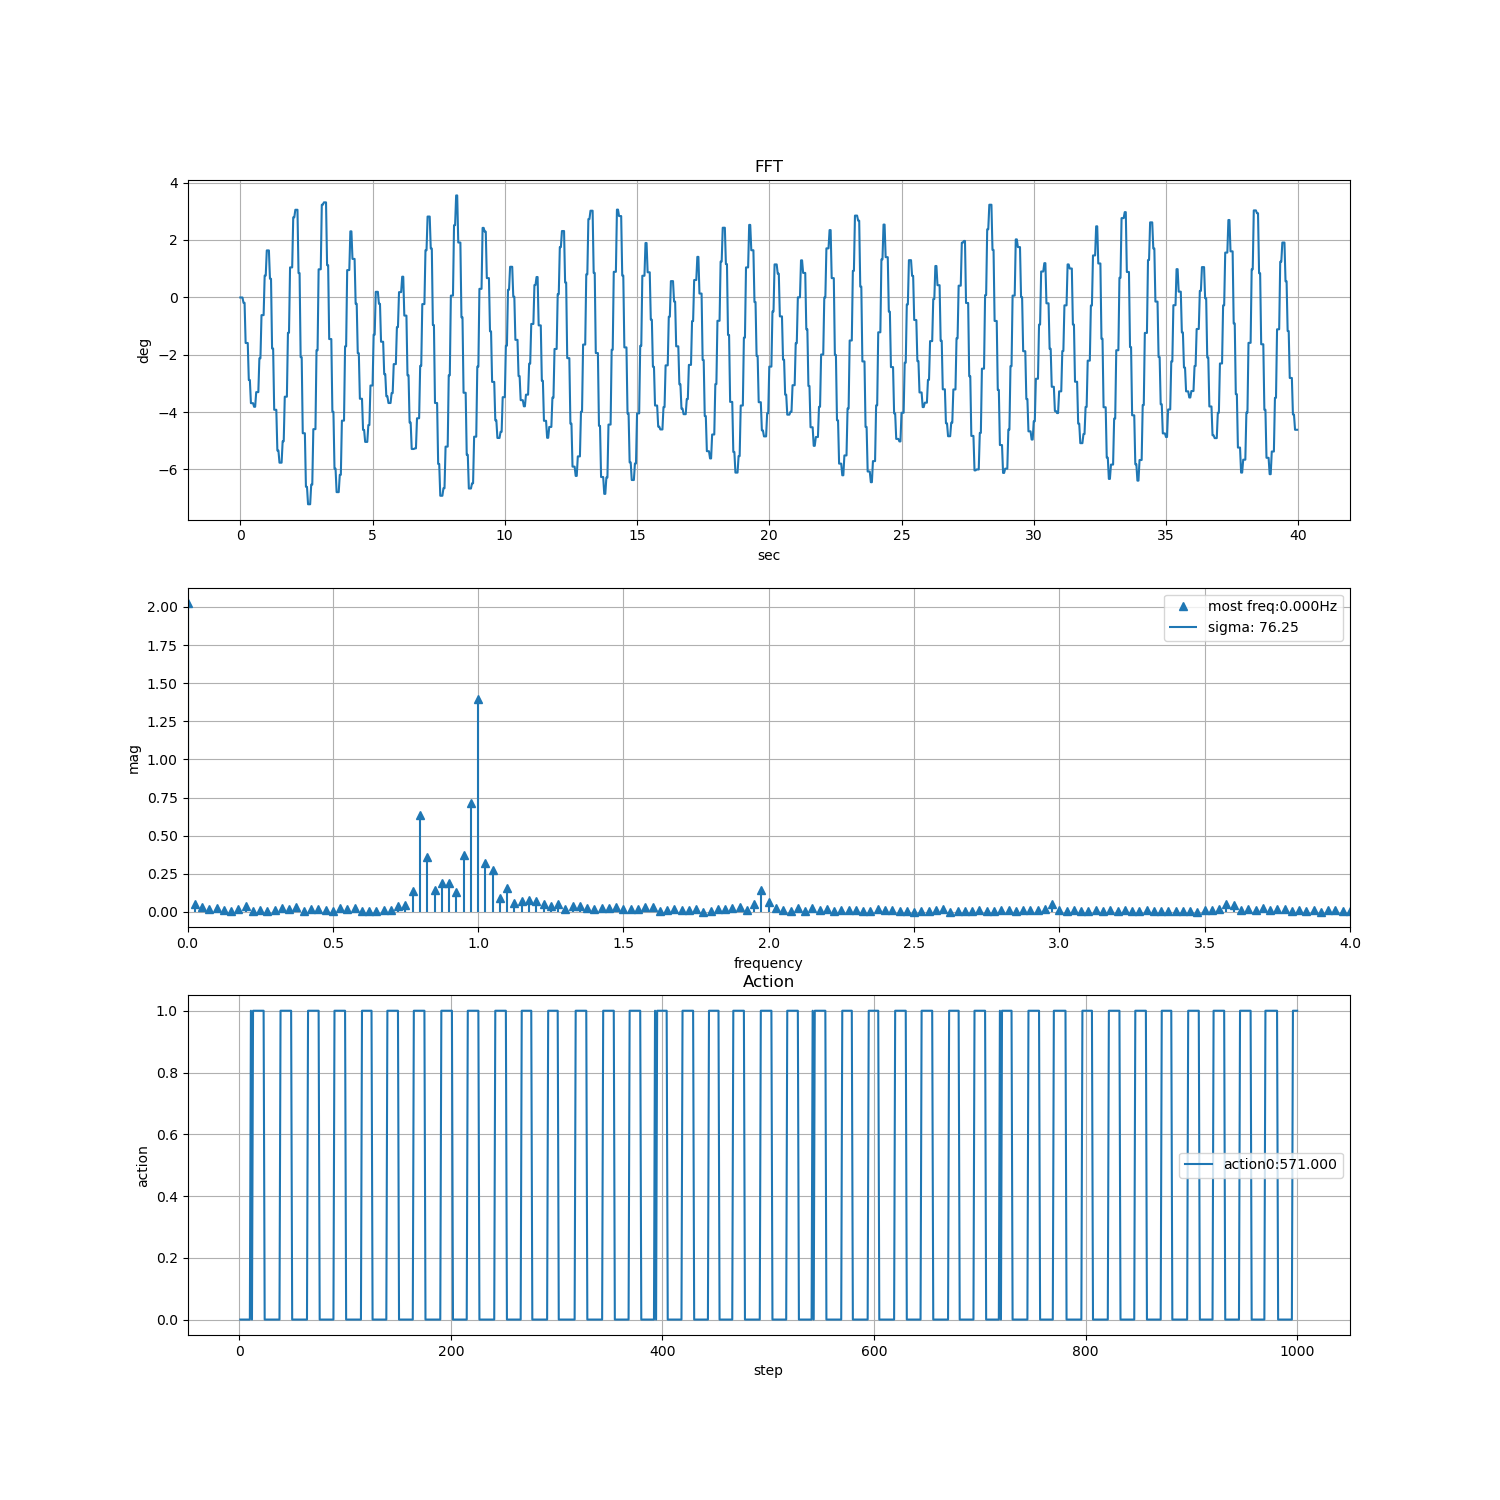 FFT
4
2
0
−2
−4
−6
deg
0 5 10 15 20 25 30 35 40
sec
2.00
1.75
1.50
1.25
1.00
0.75
0.50
0.25
0.00
mag
most freq:0.000Hz
sigma: 76.25
0.0 0.5 1.0 1.5 2.0 2.5 3.0 3.5 4.0
frequency
Action
1.0
0.8
0.6
0.4
0.2
0.0
action
action0:571.000
0 200 400 600 800 1000
step